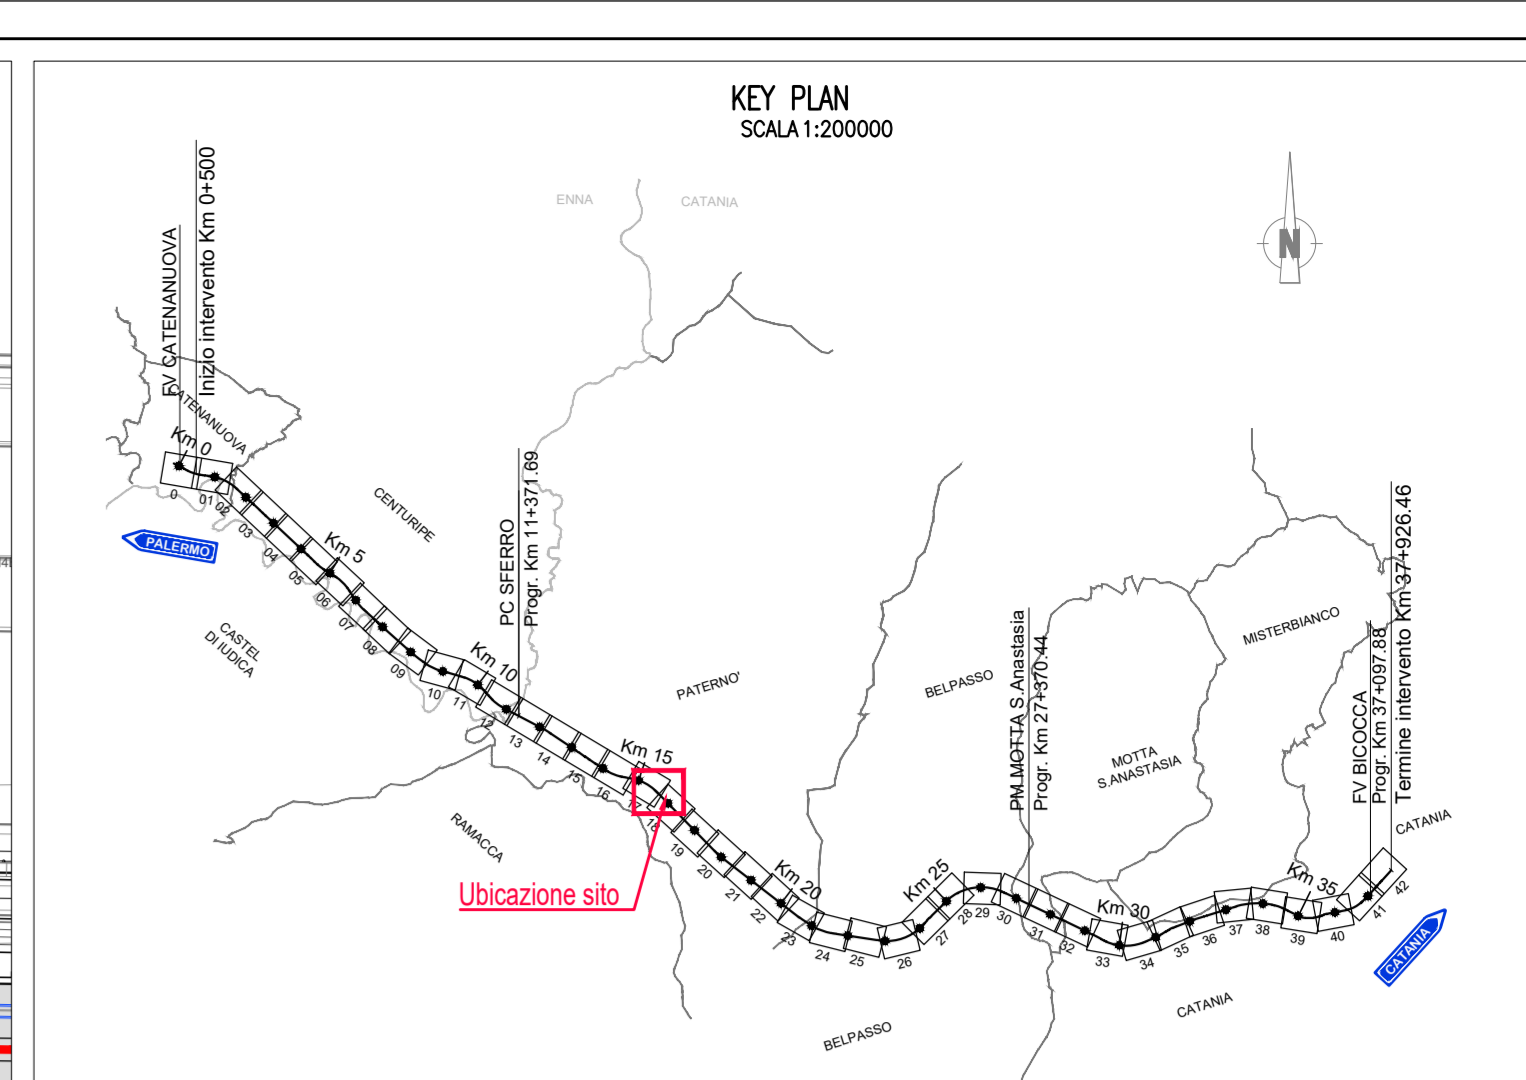 KEY PLAN
SCALA 1:200000
ENNA
CATANIA
N
FV CATENANUOVA
Inizio intervento Km 0+500
CATENANUOVA
Km 0
0
01
02
03
04
05
06
07
08
09
10
11
12
13
14
15
16
17
18
19
20
21
22
23
24
25
26
27
28
29
30
31
32
33
34
35
36
37
38
39
40
41
42
PALERMO
CENTURIPE
Km 5
CASTEL
DI IUDICA
PC SFERRO
Progr. Km 11+371.69
Km 10
PATERNO'
Km 15
RAMACCA
Ubicazione sito
Km 20
BELPASSO
Km 25
PM MOTTA S.Anastasia
Progr. Km 27+370.44
MOTTA
S.ANASTASIA
MISTERBIANCO
Km 30
FV BICOCCA
Progr. Km 37+097.88
Termine intervento Km 37+926.46
CATANIA
Km 35
CATANIA
CATANIA
BELPASSO